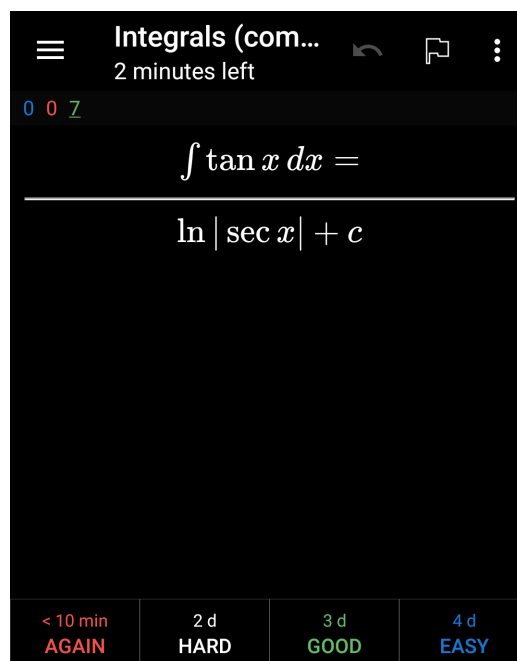 Integrals (com...
2 minutes left
0 0 7
∫ tan x dx =
ln | sec x| + c
< 10 min 2 d 3 d 4 d
AGAIN HARD GOOD EASY